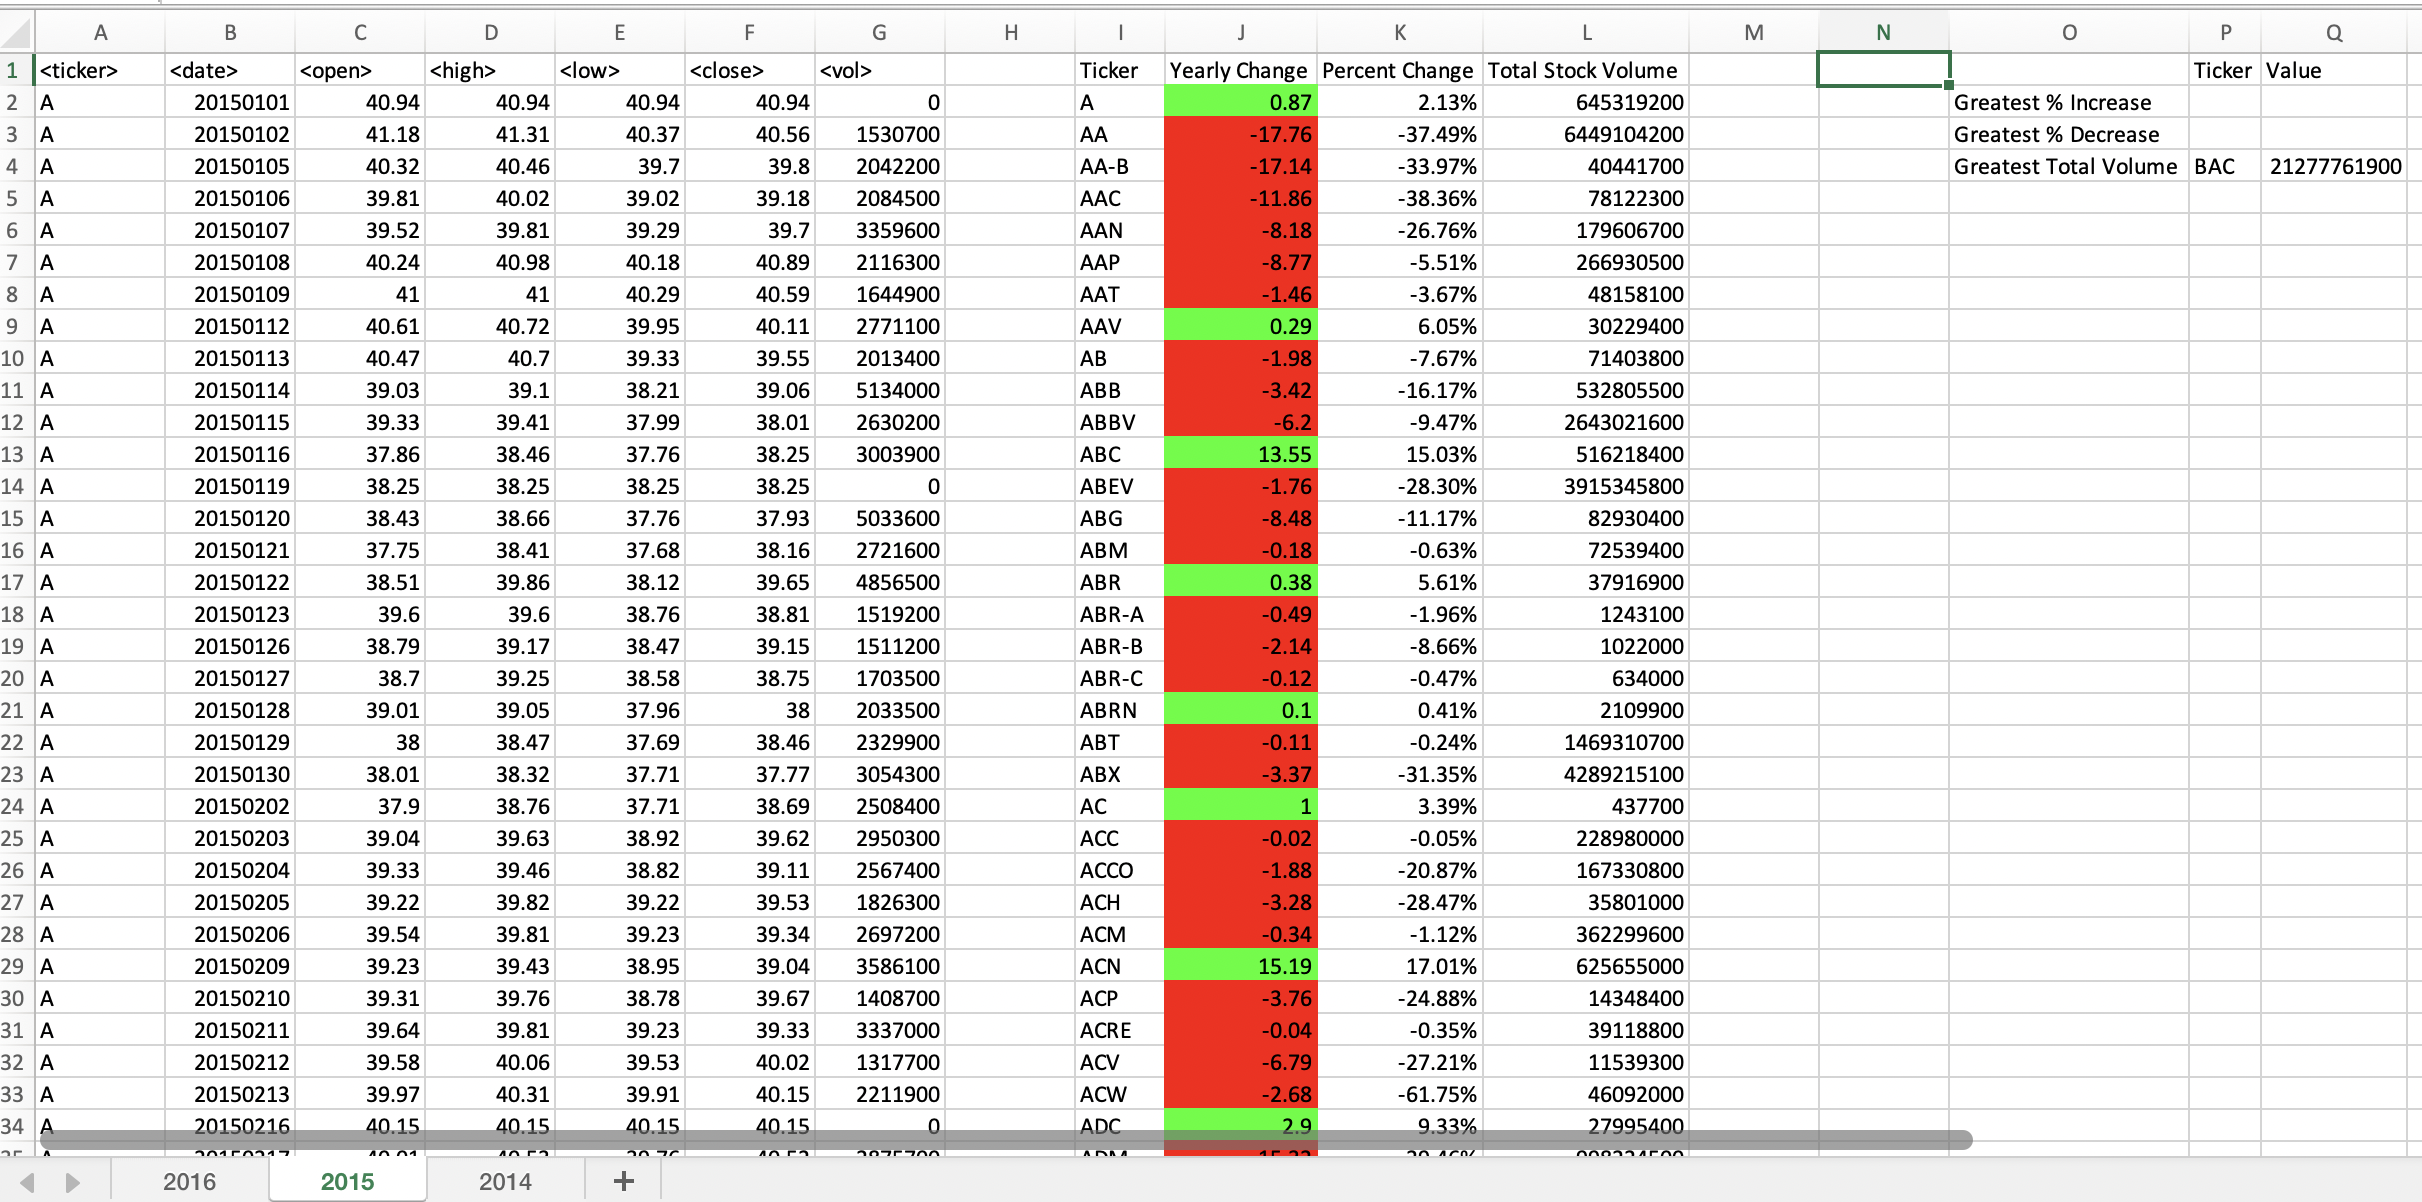 A B C D E F G H I J K L M N O P Q
1 <ticker> <date> <open> <high> <low> <close> <vol> Ticker Yearly Change Percent Change Total Stock Volume Ticker Value
2 A 20150101 40.94 40.94 40.94 40.94 0 A 0.87 2.13% 645319200 Greatest % Increase
3 A 20150102 41.18 41.31 40.37 40.56 1530700 AA -17.76 -37.49% 6449104200 Greatest % Decrease
4 A 20150105 40.32 40.46 39.7 39.8 2042200 AA-B -17.14 -33.97% 40441700 Greatest Total Volume BAC 21277761900
5 A 20150106 39.81 40.02 39.02 39.18 2084500 AAC -11.86 -38.36% 78122300
6 A 20150107 39.52 39.81 39.29 39.7 3359600 AAN -8.18 -26.76% 179606700
7 A 20150108 40.24 40.98 40.18 40.89 2116300 AAP -8.77 -5.51% 266930500
8 A 20150109 41 41 40.29 40.59 1644900 AAT -1.46 -3.67% 48158100
9 A 20150112 40.61 40.72 39.95 40.11 2771100 AAV 0.29 6.05% 30229400
10 A 20150113 40.47 40.7 39.33 39.55 2013400 AB -1.98 -7.67% 71403800
11 A 20150114 39.03 39.1 38.21 39.06 5134000 ABB -3.42 -16.17% 532805500
12 A 20150115 39.33 39.41 37.99 38.01 2630200 ABBV -6.2 -9.47% 2643021600
13 A 20150116 37.86 38.46 37.76 38.25 3003900 ABC 13.55 15.03% 516218400
14 A 20150119 38.25 38.25 38.25 38.25 0 ABEV -1.76 -28.30% 3915345800
15 A 20150120 38.43 38.66 37.76 37.93 5033600 ABG -8.48 -11.17% 82930400
16 A 20150121 37.75 38.41 37.68 38.16 2721600 ABM -0.18 -0.63% 72539400
17 A 20150122 38.51 39.86 38.12 39.65 4856500 ABR 0.38 5.61% 37916900
18 A 20150123 39.6 39.6 38.76 38.81 1519200 ABR-A -0.49 -1.96% 1243100
19 A 20150126 38.79 39.17 38.47 39.15 1511200 ABR-B -2.14 -8.66% 1022000
20 A 20150127 38.7 39.25 38.58 38.75 1703500 ABR-C -0.12 -0.47% 634000
21 A 20150128 39.01 39.05 37.96 38 2033500 ABRN 0.1 0.41% 2109900
22 A 20150129 38 38.47 37.69 38.46 2329900 ABT -0.11 -0.24% 1469310700
23 A 20150130 38.01 38.32 37.71 37.77 3054300 ABX -3.37 -31.35% 4289215100
24 A 20150202 37.9 38.76 37.71 38.69 2508400 AC 1 3.39% 437700
25 A 20150203 39.04 39.63 38.92 39.62 2950300 ACC -0.02 -0.05% 228980000
26 A 20150204 39.33 39.46 38.82 39.11 2567400 ACCO -1.88 -20.87% 167330800
27 A 20150205 39.22 39.82 39.22 39.53 1826300 ACH -3.28 -28.47% 35801000
28 A 20150206 39.54 39.81 39.23 39.34 2697200 ACM -0.34 -1.12% 362299600
29 A 20150209 39.23 39.43 38.95 39.04 3586100 ACN 15.19 17.01% 625655000
30 A 20150210 39.31 39.76 38.78 39.67 1408700 ACP -3.76 -24.88% 14348400
31 A 20150211 39.64 39.81 39.23 39.33 3337000 ACRE -0.04 -0.35% 39118800
32 A 20150212 39.58 40.06 39.53 40.02 1317700 ACV -6.79 -27.21% 11539300
33 A 20150213 39.97 40.31 39.91 40.15 2211900 ACW -2.68 -61.75% 46092000
34 A 20150216 40.15 40.15 40.15 40.15 0 ADC 2.9 9.33% 27995400
2016 2015 2014 +